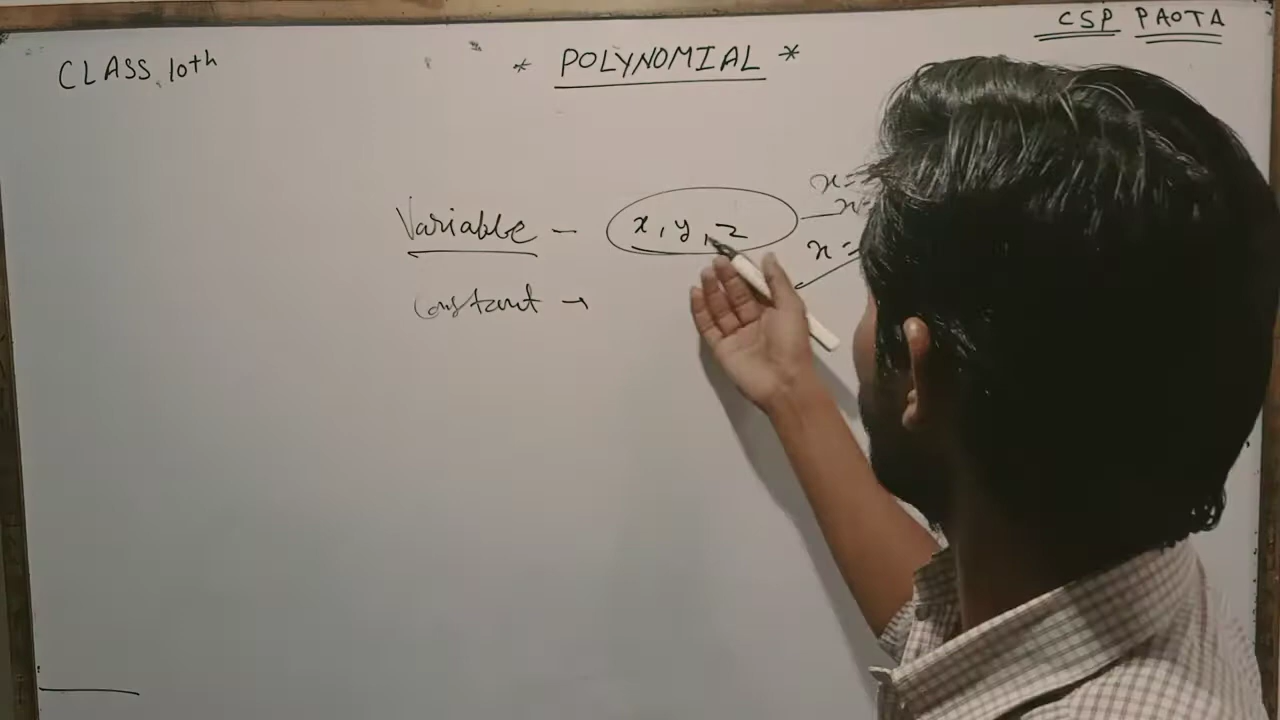 CSP PAOTA
CLASS 10th
* POLYNOMIAL *
x=
x=
Variable - x, y, z
x=
Constant →